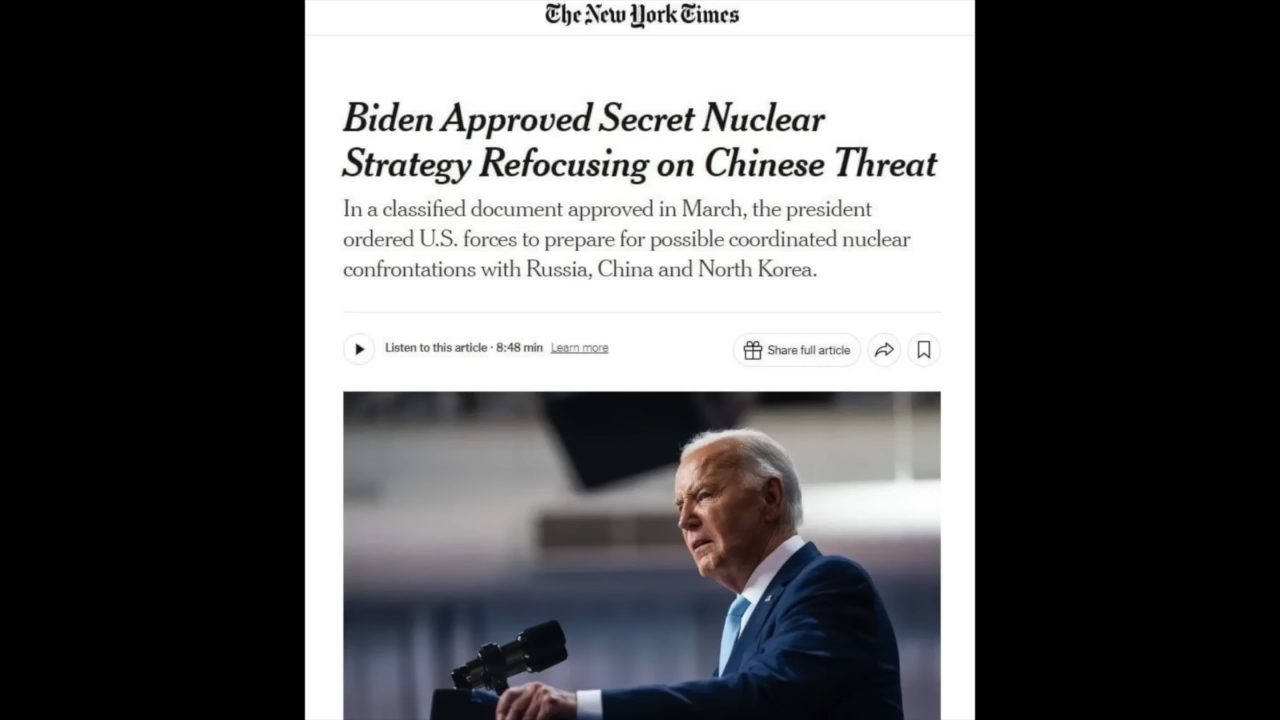 The New York Times
Biden Approved Secret Nuclear
Strategy Refocusing on Chinese Threat
In a classified document approved in March, the president
ordered U.S. forces to prepare for possible coordinated nuclear
confrontations with Russia, China and North Korea.
Listen to this article · 8:48 min Learn more
Share full article